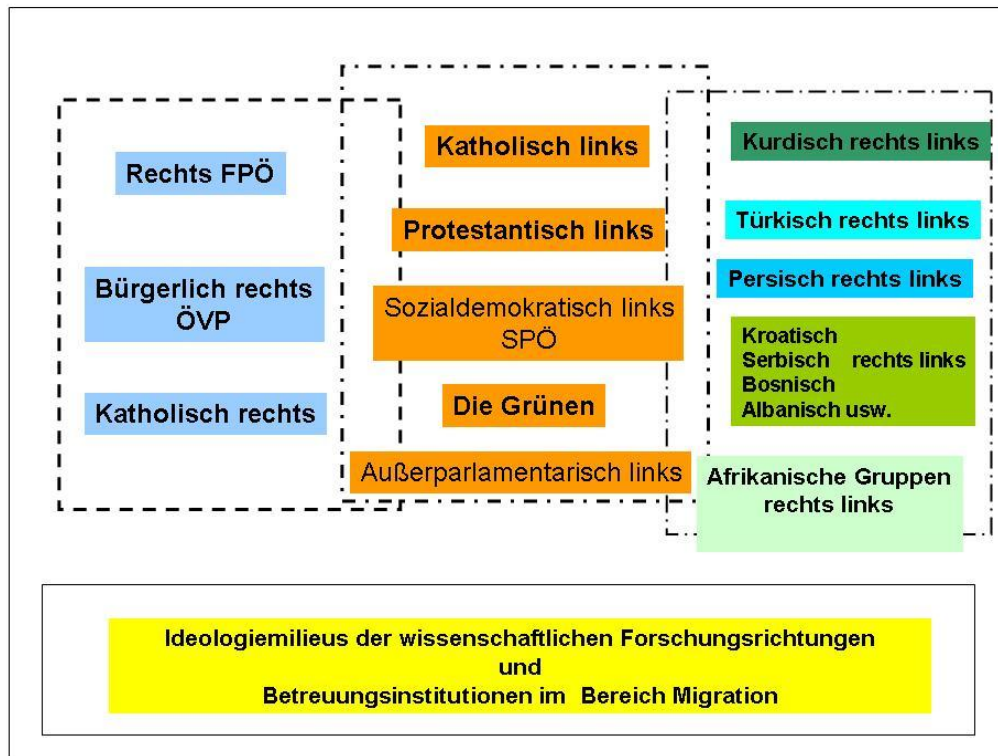 Rechts FPÖ
Bürgerlich rechts
ÖVP
Katholisch rechts
Katholisch links
Protestantisch links
Sozialdemokratisch links
SPÖ
Die Grünen
Außerparlamentarisch links
Kurdisch rechts links
Türkisch rechts links
Persisch rechts links
Kroatisch
Serbisch rechts links
Bosnisch
Albanisch usw.
Afrikanische Gruppen
rechts links
Ideologiemilieus der wissenschaftlichen Forschungsrichtungen
und
Betreuungsinstitutionen im Bereich Migration